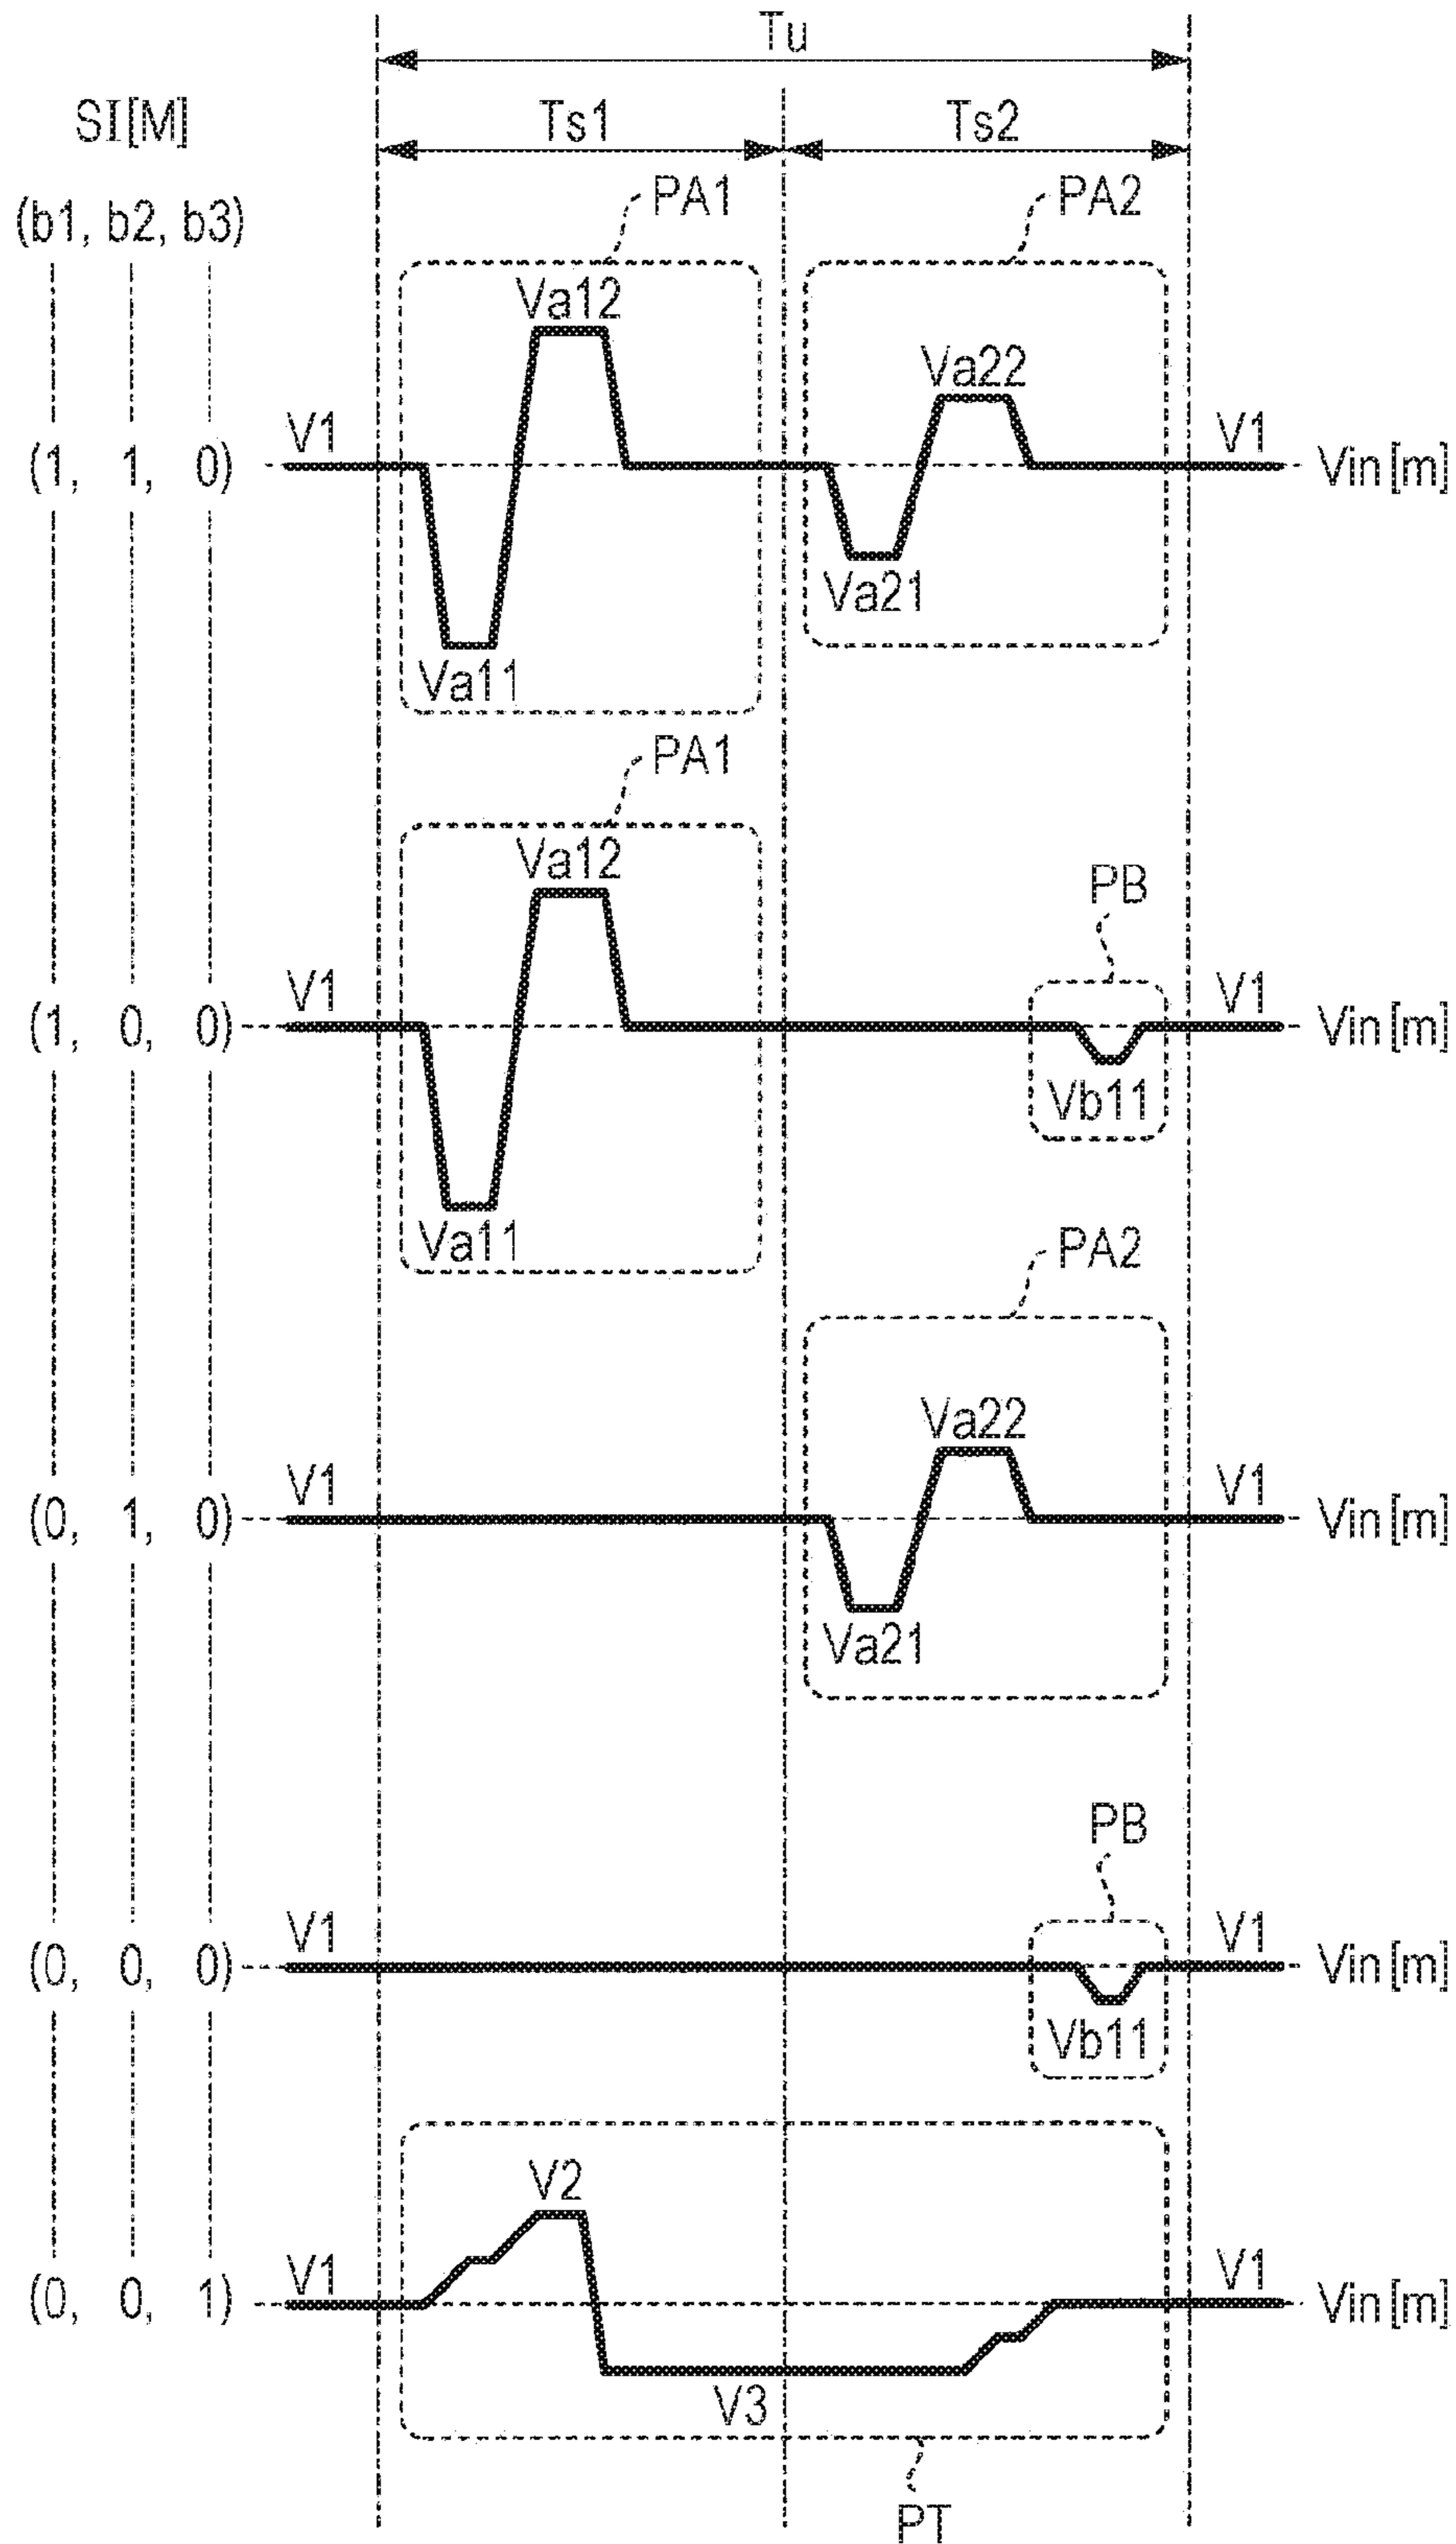 Tu
SI[M] Ts1 Ts2
(b1, b2, b3) PA1 PA2
Va12
Va22
V1 V1
(1, 1, 0) Vin[m]
Va21
Va11
PA1
Va12
PB
V1 V1
(1, 0, 0) Vin[m]
Vb11
Va11
PA2
Va22
V1 V1
(0, 1, 0) Vin[m]
Va21
PB
V1 V1
(0, 0, 0) Vin[m]
Vb11
V2
V1 V1
(0, 0, 1) Vin[m]
V3
PT